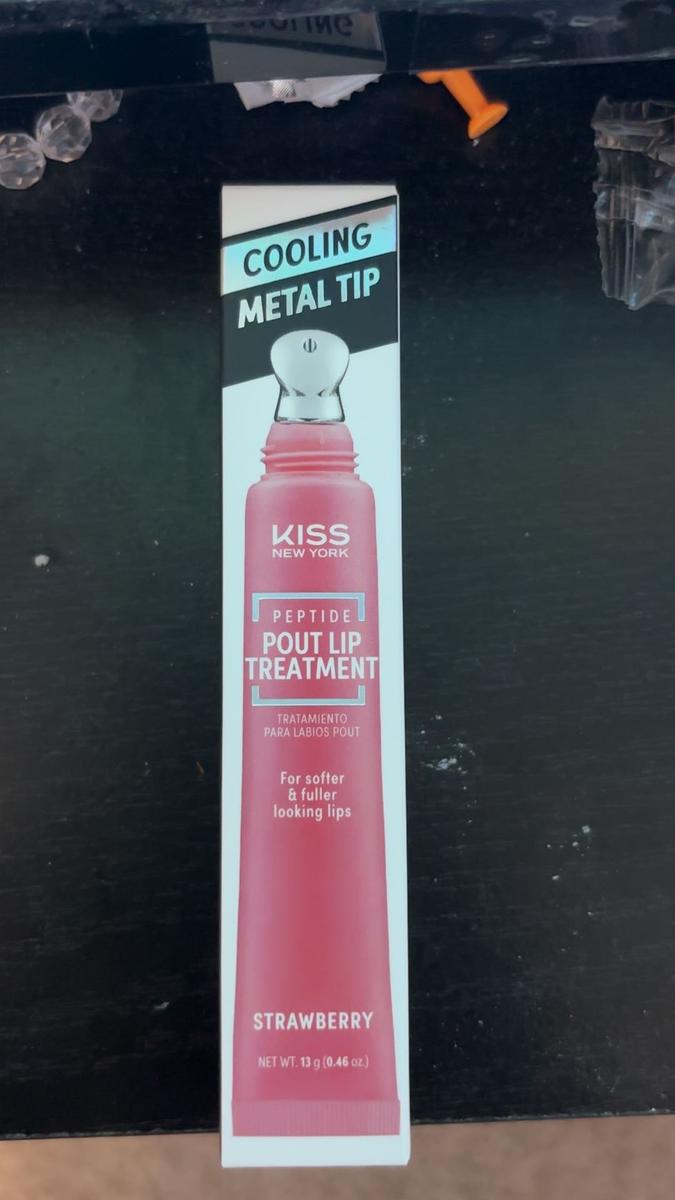 COOLING
COOLING
METAL TIP
KISS
NEW YORK
PEPTIDE
POUT LIP
TREATMENT
TRATAMIENTO
PARA LABIOS POUT
For softer
& fuller
looking lips
STRAWBERRY
NET WT. 13 g (0.46 oz.)